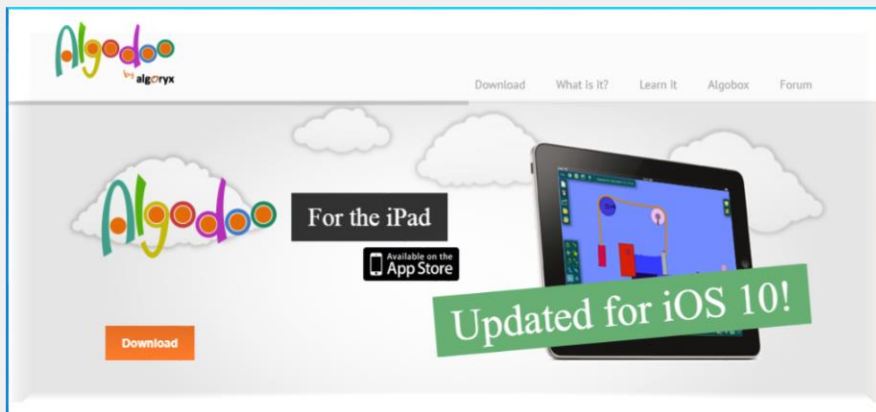 Algodoo
by algoryx
Download What is it? Learn it Algobox Forum
Algodoo
For the iPad
Available on the
App Store
Updated for iOS 10!
Download